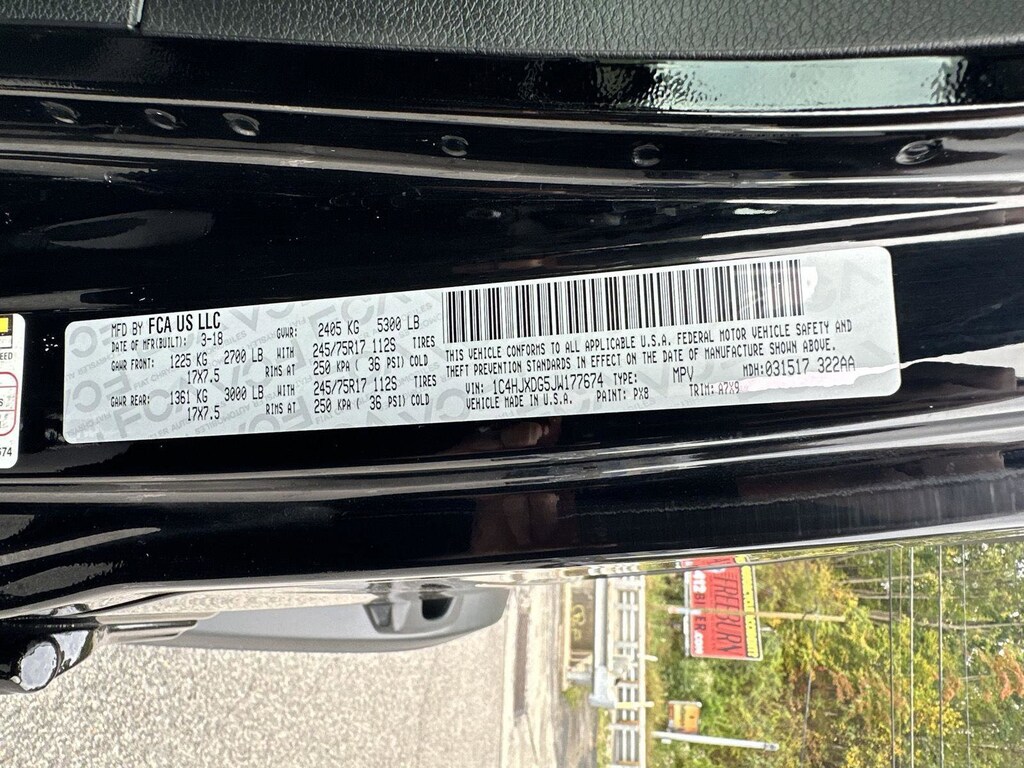 MFD BY FCA US LLC
DATE OF MFR(BUILT): 3-18 GVWR: 2405 KG 5300 LB
GAWR FRONT: 1225 KG 2700 LB WITH 245/75R17 112S TIRES
17X7.5 RIMS AT 250 KPA ( 36 PSI) COLD
GAWR REAR: 1361 KG 3000 LB WITH 245/75R17 112S TIRES
17X7.5 RIMS AT 250 KPA ( 36 PSI) COLD
THIS VEHICLE CONFORMS TO ALL APPLICABLE U.S.A. FEDERAL MOTOR VEHICLE SAFETY AND
THEFT PREVENTION STANDARDS IN EFFECT ON THE DATE OF MANUFACTURE SHOWN ABOVE.
VIN: 1C4HJXDG5JW177674 TYPE: MPV MDH: 031517 322AA
VEHICLE MADE IN U.S.A. PAINT: PX8 TRIM: A7X9